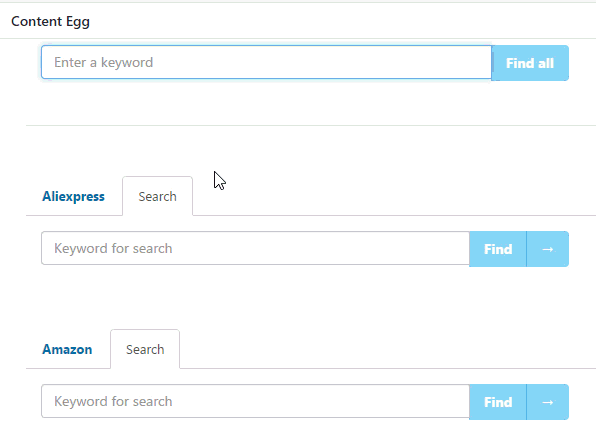 Content Egg
Enter a keyword Find all
Aliexpress Search
Keyword for search Find →
Amazon Search
Keyword for search Find →